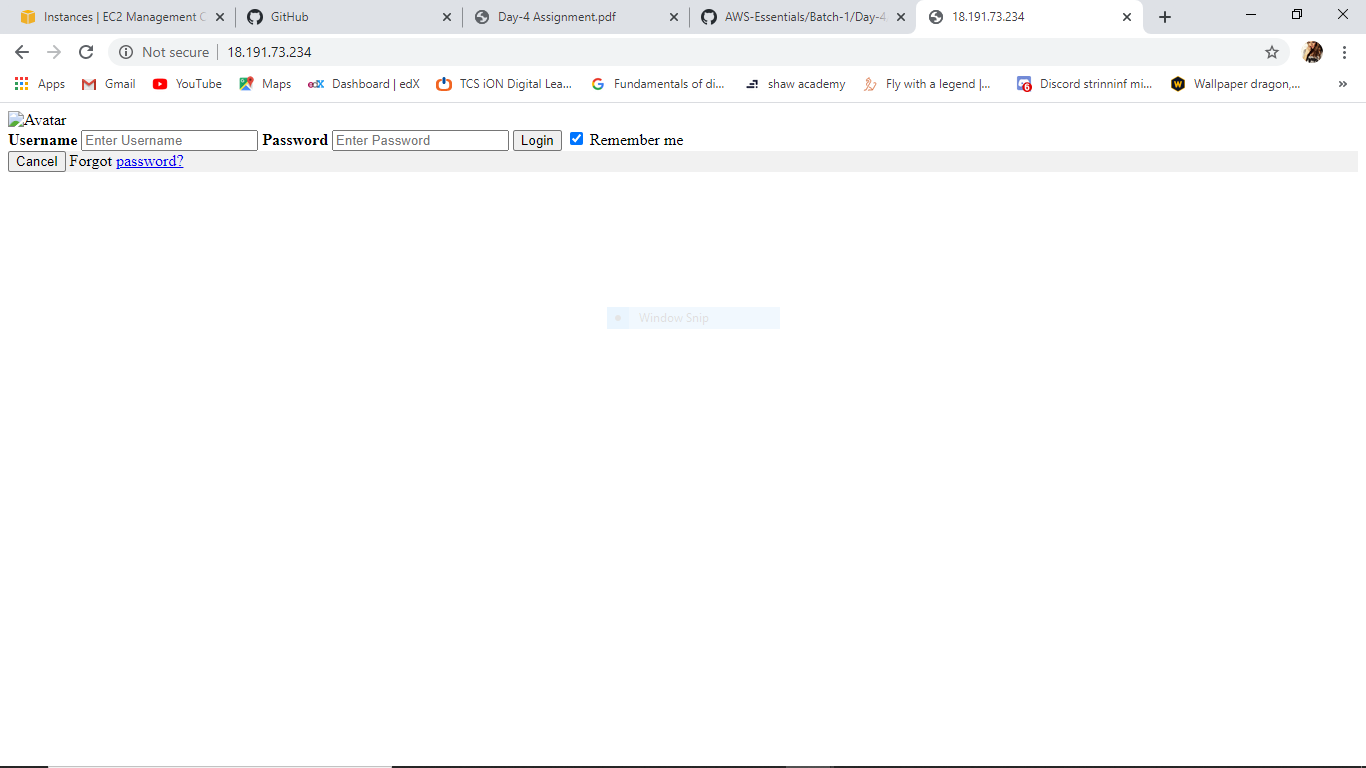 Instances | EC2 Management C
GitHub
Day-4 Assignment.pdf
AWS-Essentials/Batch-1/Day-4
18.191.73.234
Not secure 18.191.73.234
Apps Gmail YouTube Maps edX Dashboard | edX TCS iON Digital Lea... Fundamentals of di... shaw academy Fly with a legend |... 6 Discord strinninf mi... Wallpaper dragon,... »
Avatar
Username Enter Username Password Enter Password Login Remember me
Cancel Forgot password?
Window Snip